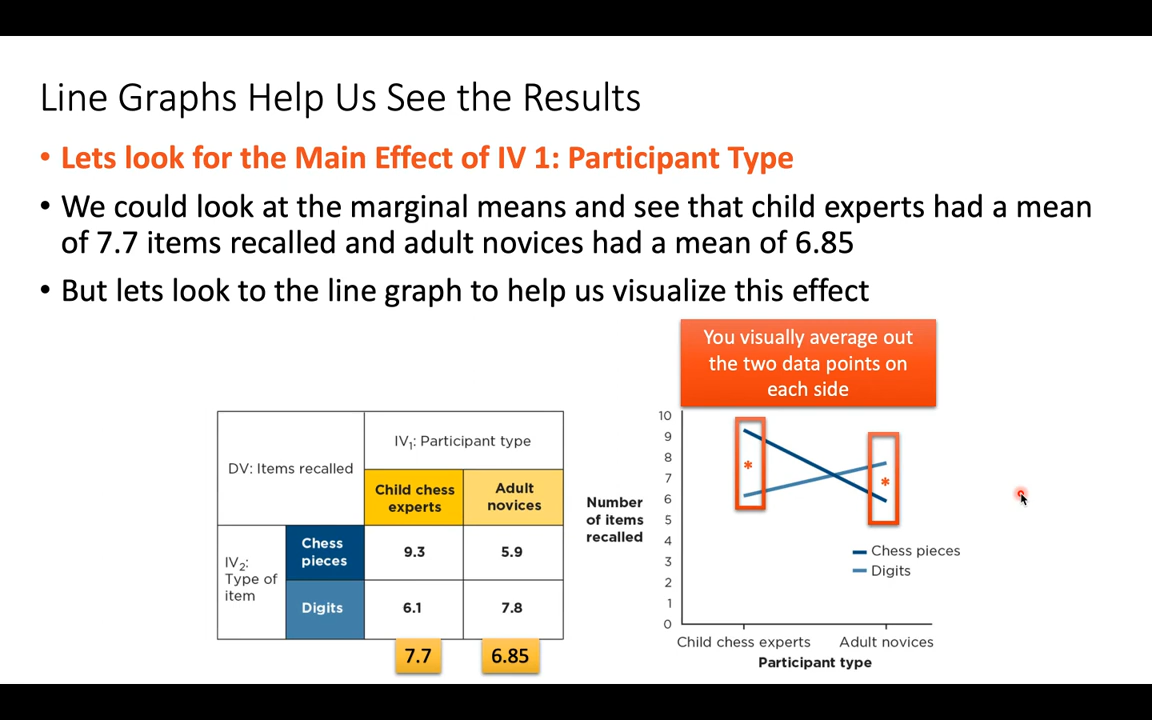 Line Graphs Help Us See the Results
• Lets look for the Main Effect of IV 1: Participant Type
• We could look at the marginal means and see that child experts had a mean
of 7.7 items recalled and adult novices had a mean of 6.85
• But lets look to the line graph to help us visualize this effect
You visually average out
the two data points on
each side
DV: Items recalled
IV₁: Participant type
Child chess
experts
Adult
novices
IV₂:
Type of
item
Chess
pieces
9.3
5.9
Digits
6.1
7.8
7.7
6.85
Number
of items
recalled
10
9
8
7
6
5
4
3
2
1
0
*
*
Chess pieces
Digits
Child chess experts
Adult novices
Participant type